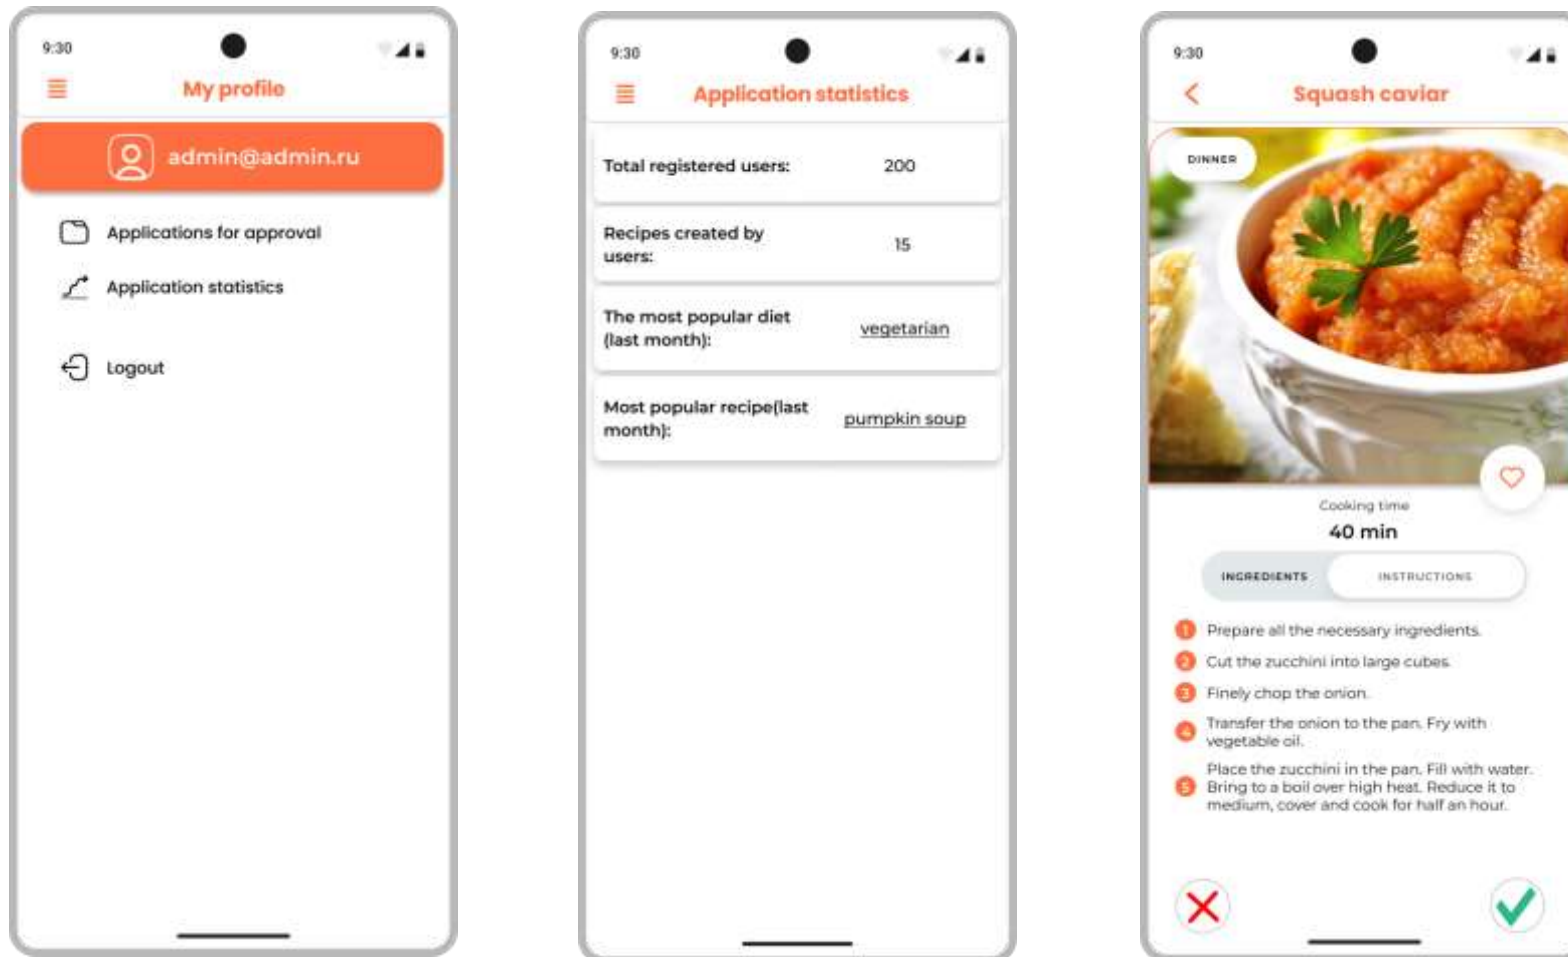 9:30
My profile
admin@admin.ru
Applications for approval
Application statistics
Logout
9:30
Application statistics
Total registered users:
200
Recipes created by
users:
15
The most popular diet
(last month):
vegetarian
Most popular recipe(last
month):
pumpkin soup
9:30
Squash caviar
DINNER
Cooking time
40 min
INGREDIENTS
INSTRUCTIONS
1 Prepare all the necessary ingredients.
2 Cut the zucchini into large cubes.
3 Finely chop the onion.
4 Transfer the onion to the pan. Fry with
vegetable oil.
5 Place the zucchini in the pan. Fill with water.
Bring to a boil over high heat. Reduce it to
medium, cover and cook for half an hour.